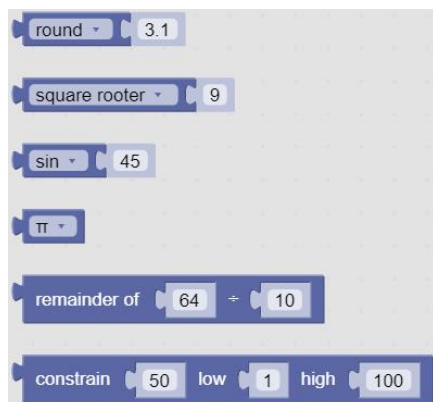 round 3.1
square rooter 9
sin 45
π
remainder of 64 ÷ 10
constrain 50 low 1 high 100